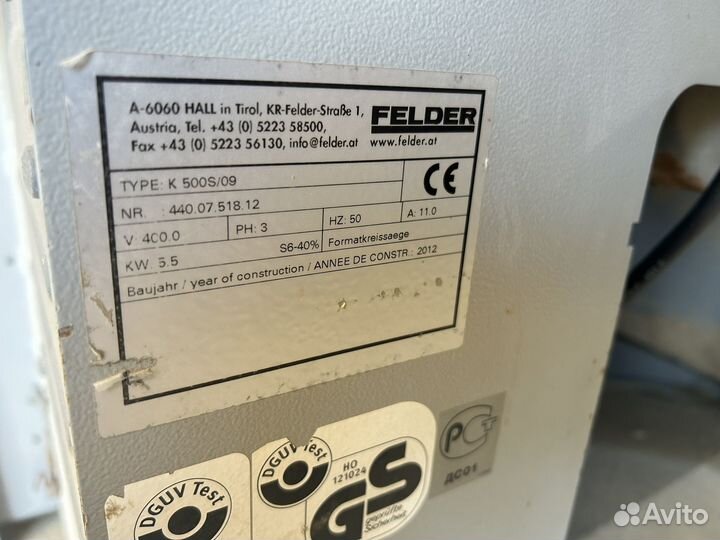 A-6060 HALL in Tirol, KR-Felder-Straße 1,
Austria, Tel. +43 (0) 5223 58500,
Fax +43 (0) 5223 56130, info@felder.at
FELDER
www.felder.at
TYPE: K 500S/09
CE
NR. : 440.07.518.12
V 400.0 PH: 3 HZ: 50 A: 11.0
KW. 5.5 S6-40% Formatkreissaege
Baujahr / year of construction / ANNEE DE CONSTR.: 2012
DGUV Test
DGUV Test
HO
121024
GS
geprüfte
Sicherheit
РСТ
ДС01
Avito